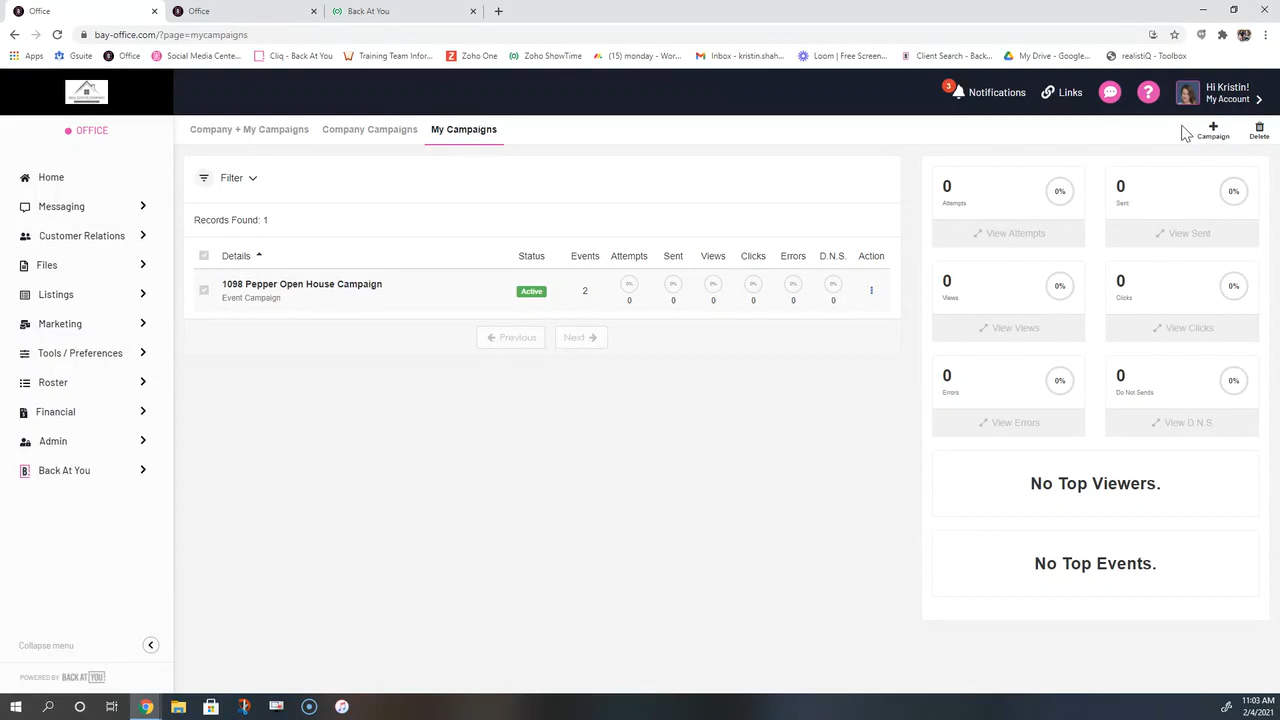 Office
Office
Back At You
bay-office.com/?page=mycampaigns
Apps
Gsuite
Office
Social Media Cente...
Cliq - Back At You
Training Team Infor...
Zoho One
Zoho ShowTime
(15) monday - Wor...
Inbox - kristin.shah...
Loom | Free Screen...
Client Search - Bac...
My Drive - Google...
realistiQ - Toolbox
3
Notifications
Links
Hi Kristin!
My Account
OFFICE
Company + My Campaigns
Company Campaigns
My Campaigns
Campaign
Delete
Home
Messaging
Customer Relations
Files
Listings
Marketing
Tools / Preferences
Roster
Financial
Admin
Back At You
Collapse menu
POWERED BY BACK AT YOU
Filter
Records Found: 1
Details Status Events Attempts Sent Views Clicks Errors D.N.S. Action
1098 Pepper Open House Campaign
Event Campaign
Active
2
0% 0% 0% 0% 0% 0%
0 0 0 0 0 0
Previous
Next
0
Attempts
0%
View Attempts
0
Sent
0%
View Sent
0
Views
0%
View Views
0
Clicks
0%
View Clicks
0
Errors
0%
View Errors
0
Do Not Sends
0%
View D.N.S.
No Top Viewers.
No Top Events.
11:03 AM
2/4/2021